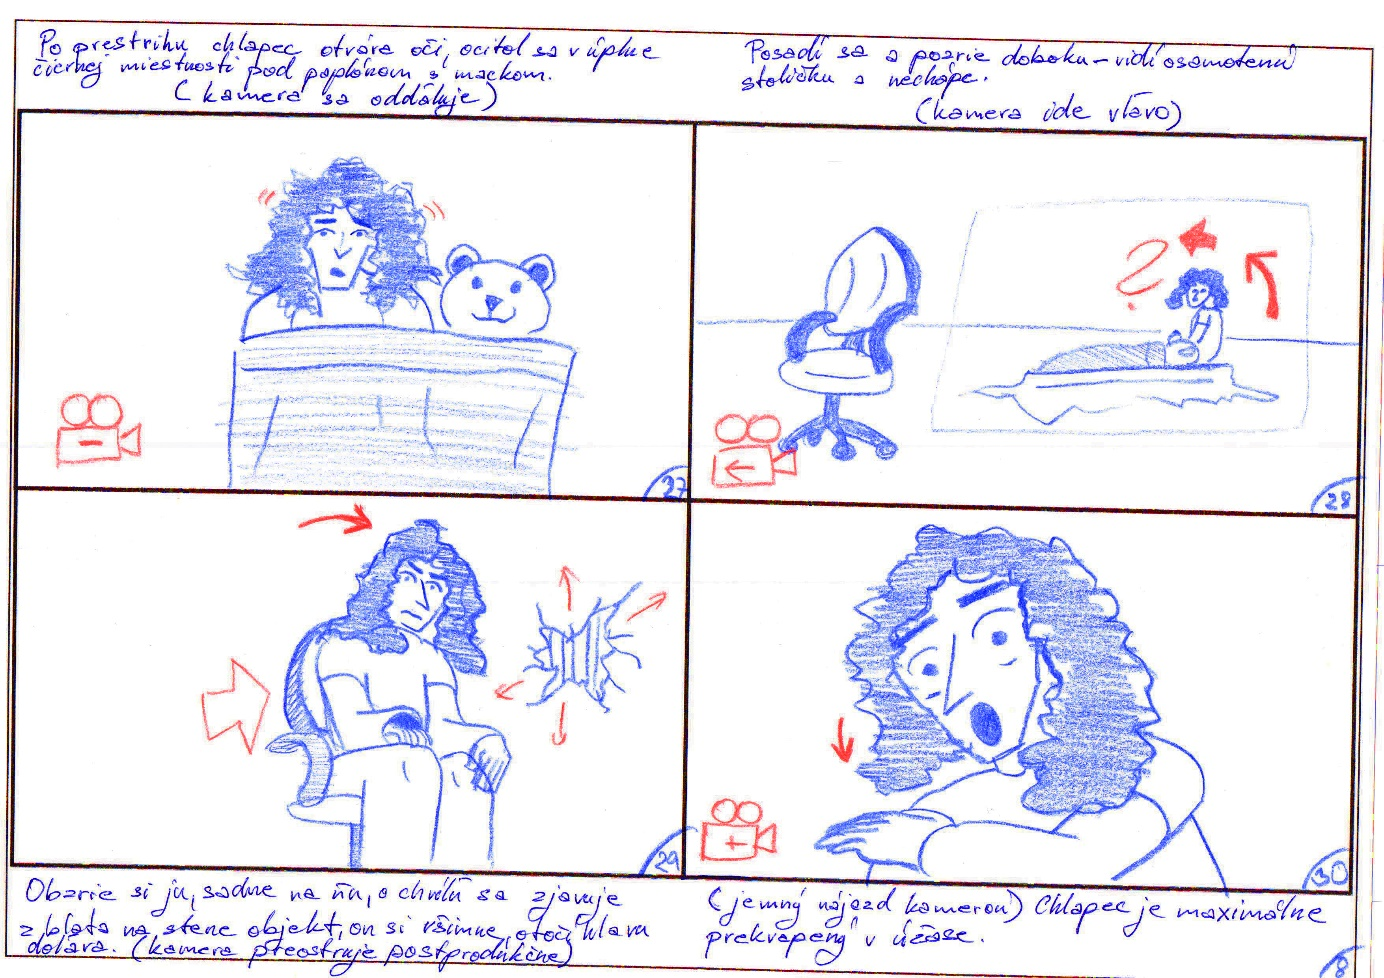 Po prestrihu chlapec otvára oči, ocitol sa v úplne
čiernej miestnosti pod paplónom s mackom.
(kamera sa oddaľuje)
Posadí sa a pozrie doboku - vidí osamotenú
stoličku a nechápe.
(kamera ide vľavo)
27
?
28
29
30
Obzrie si ju, sadne na ňu, o chvíľu sa zjavuje
z blata na stene objekt, on si všimne, otočí hlavu
doľava. (kamera preostruje postprodukčne)
(jemný nájazd kamerou) Chlapec je maximálne
prekvapený v úžase.
8